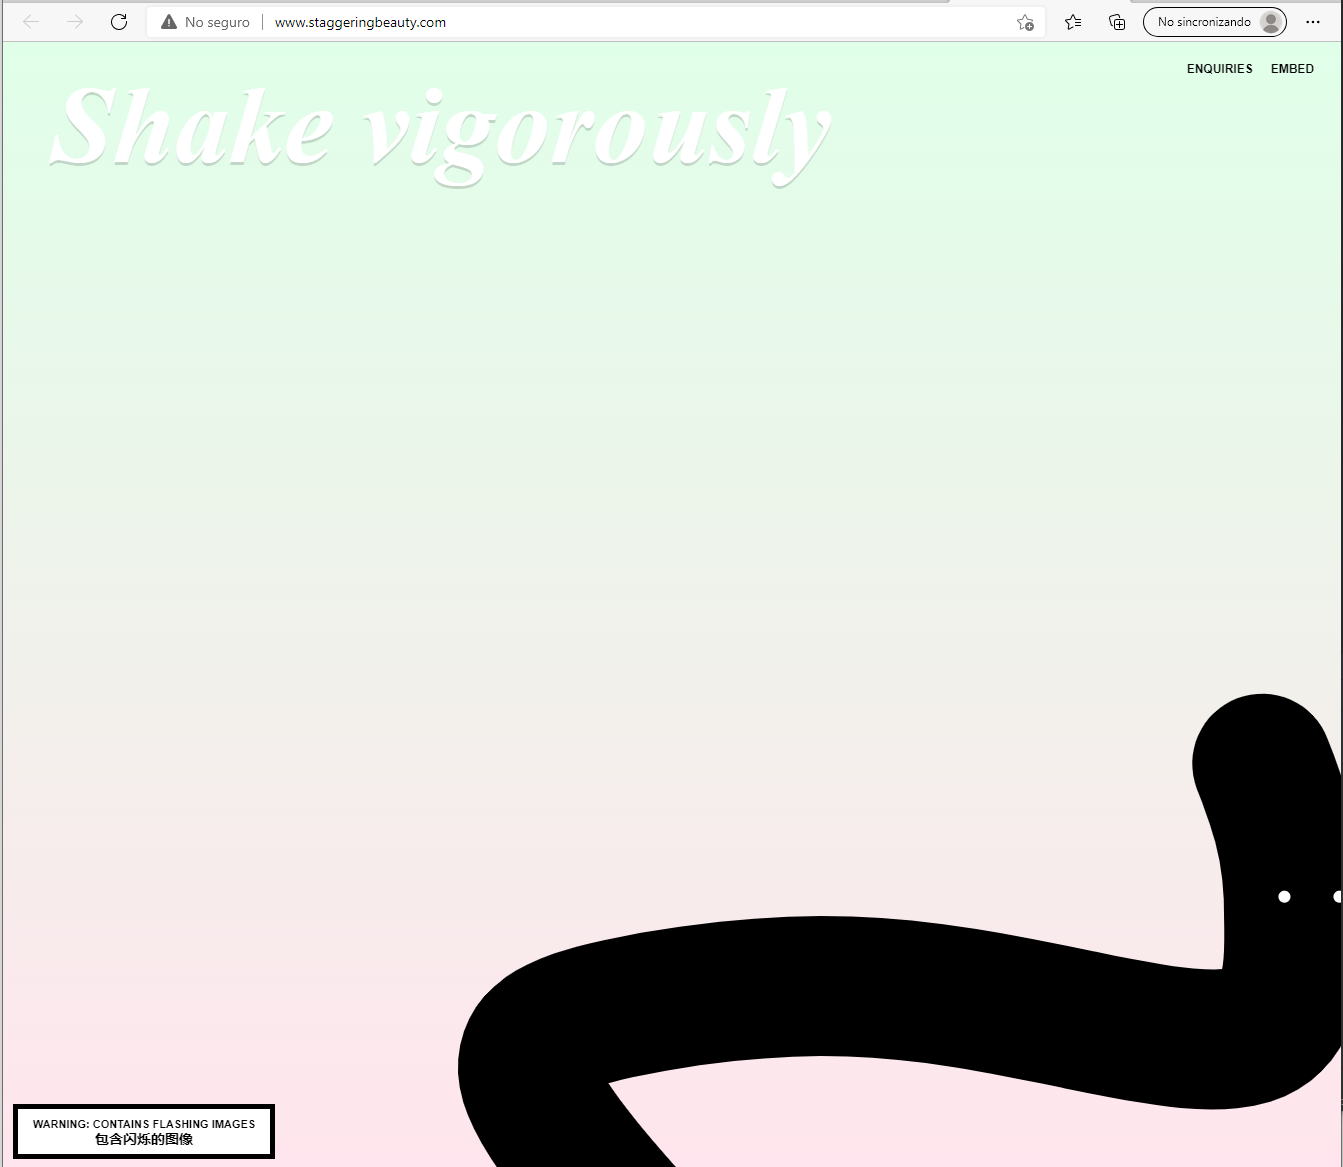 No seguro
www.staggeringbeauty.com
No sincronizando
ENQUIRIES EMBED
Shake vigorously
WARNING: CONTAINS FLASHING IMAGES
包含闪烁的图像